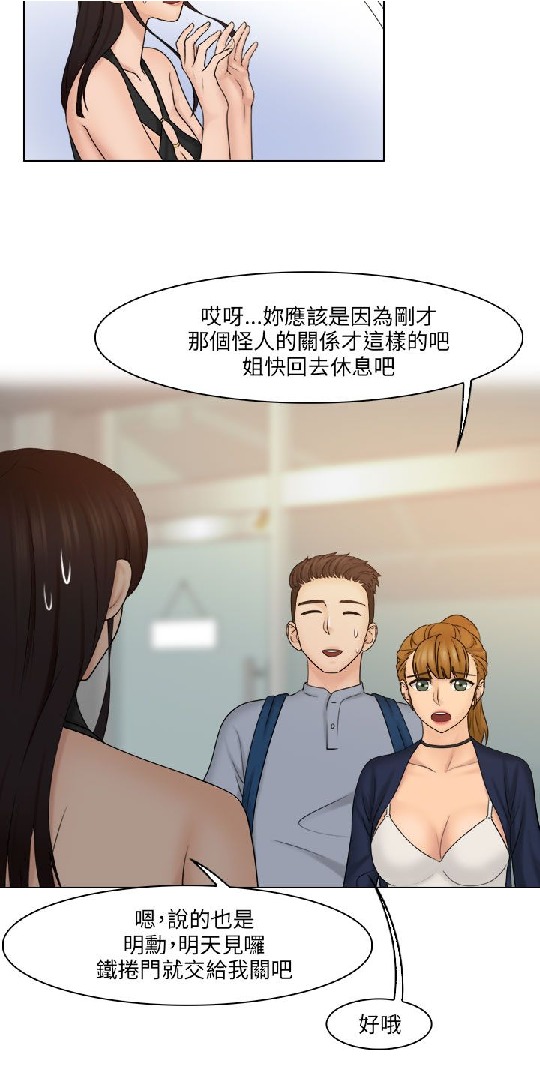 哎呀...妳應該是因為剛才
那個怪人的關係才這樣的吧
姐快回去休息吧
嗯,說的也是
明勳,明天見囉
鐵捲門就交給我關吧
好哦